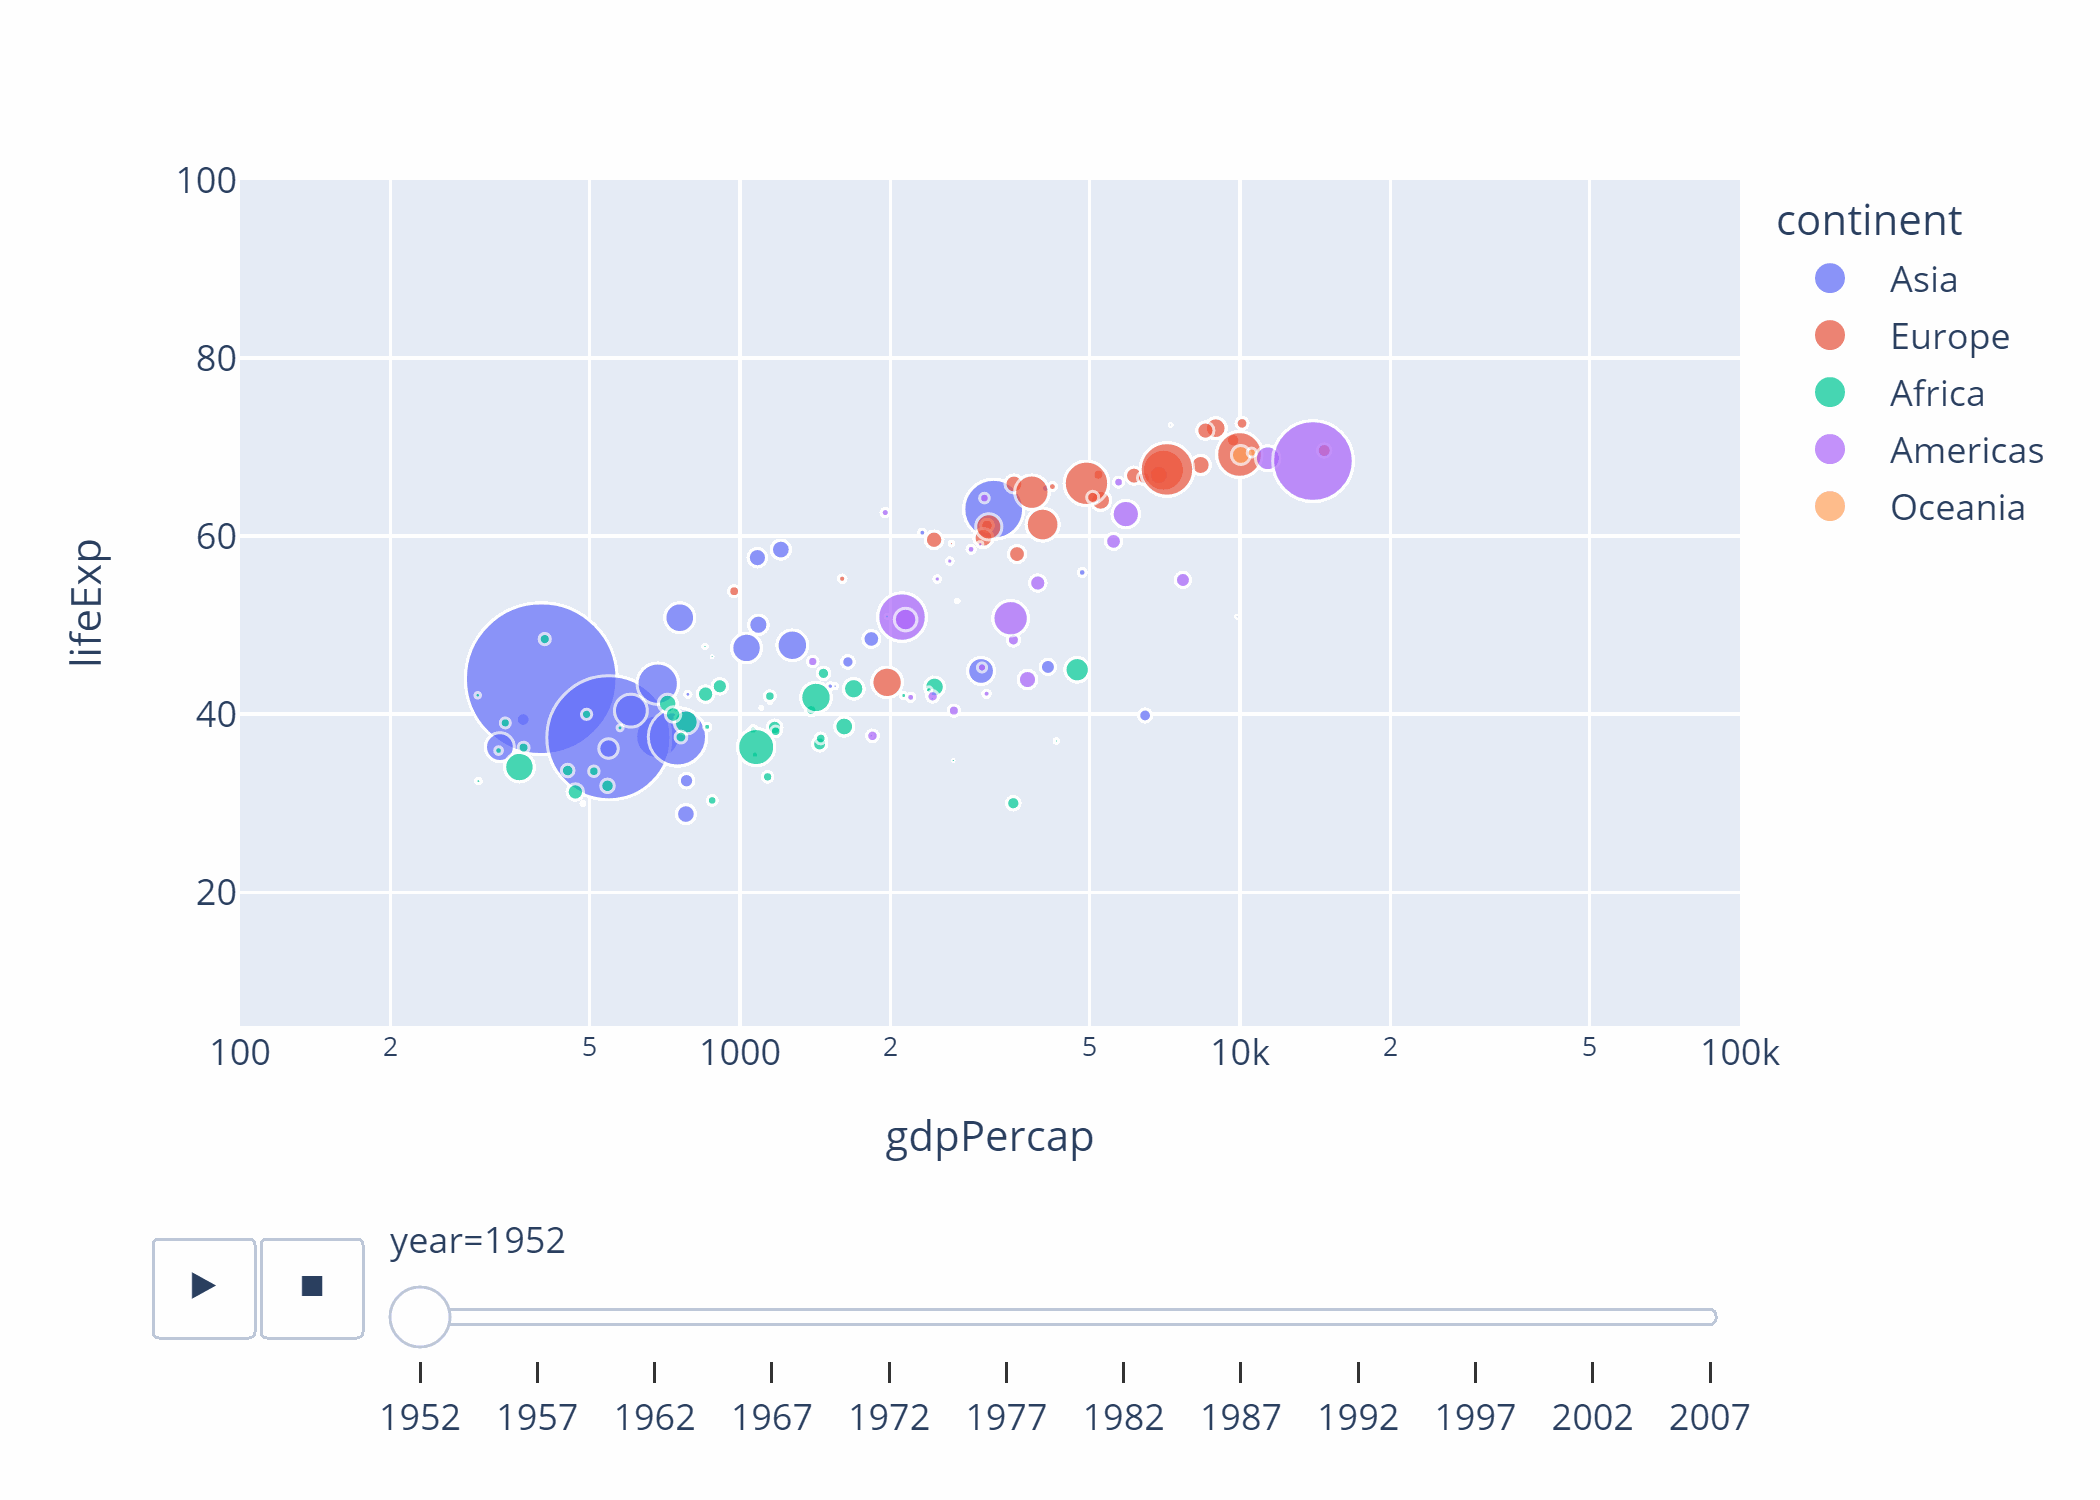 100
80
60
40
20
lifeExp
100 2 5 1000 2 5 10k 2 5 100k
gdpPercap
continent
Asia
Europe
Africa
Americas
Oceania
year=1952
1952 1957 1962 1967 1972 1977 1982 1987 1992 1997 2002 2007